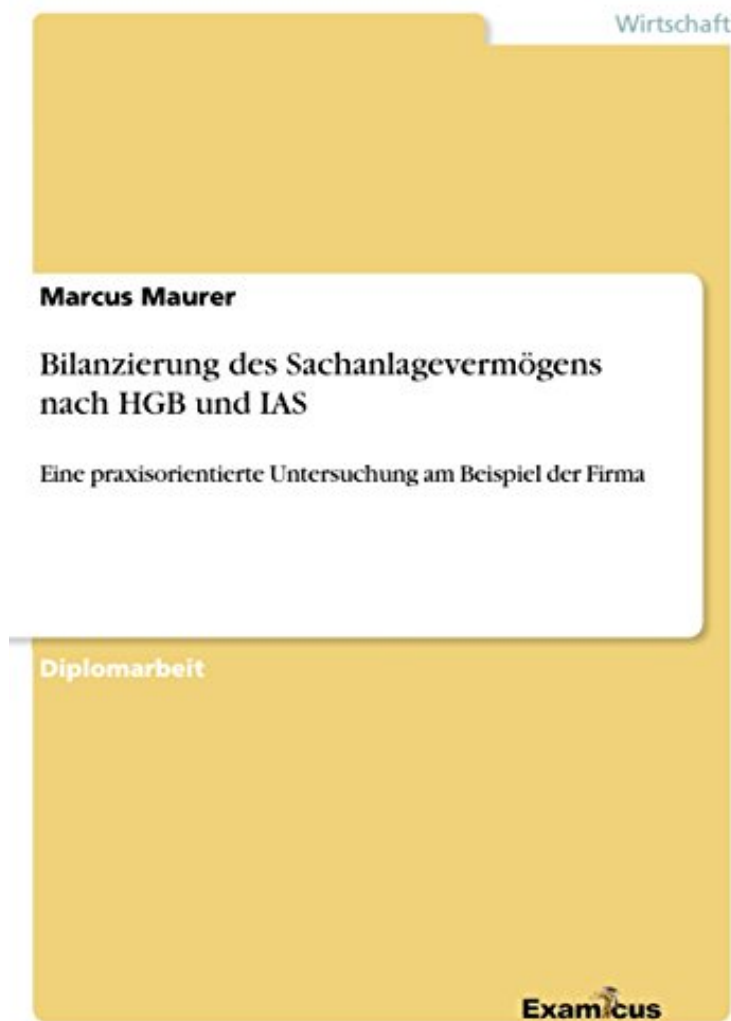 Wirtschaft
Marcus Maurer
Bilanzierung des Sachanlagevermögens
nach HGB und IAS
Eine praxisorientierte Untersuchung am Beispiel der Firma
Diplomarbeit
Examicus